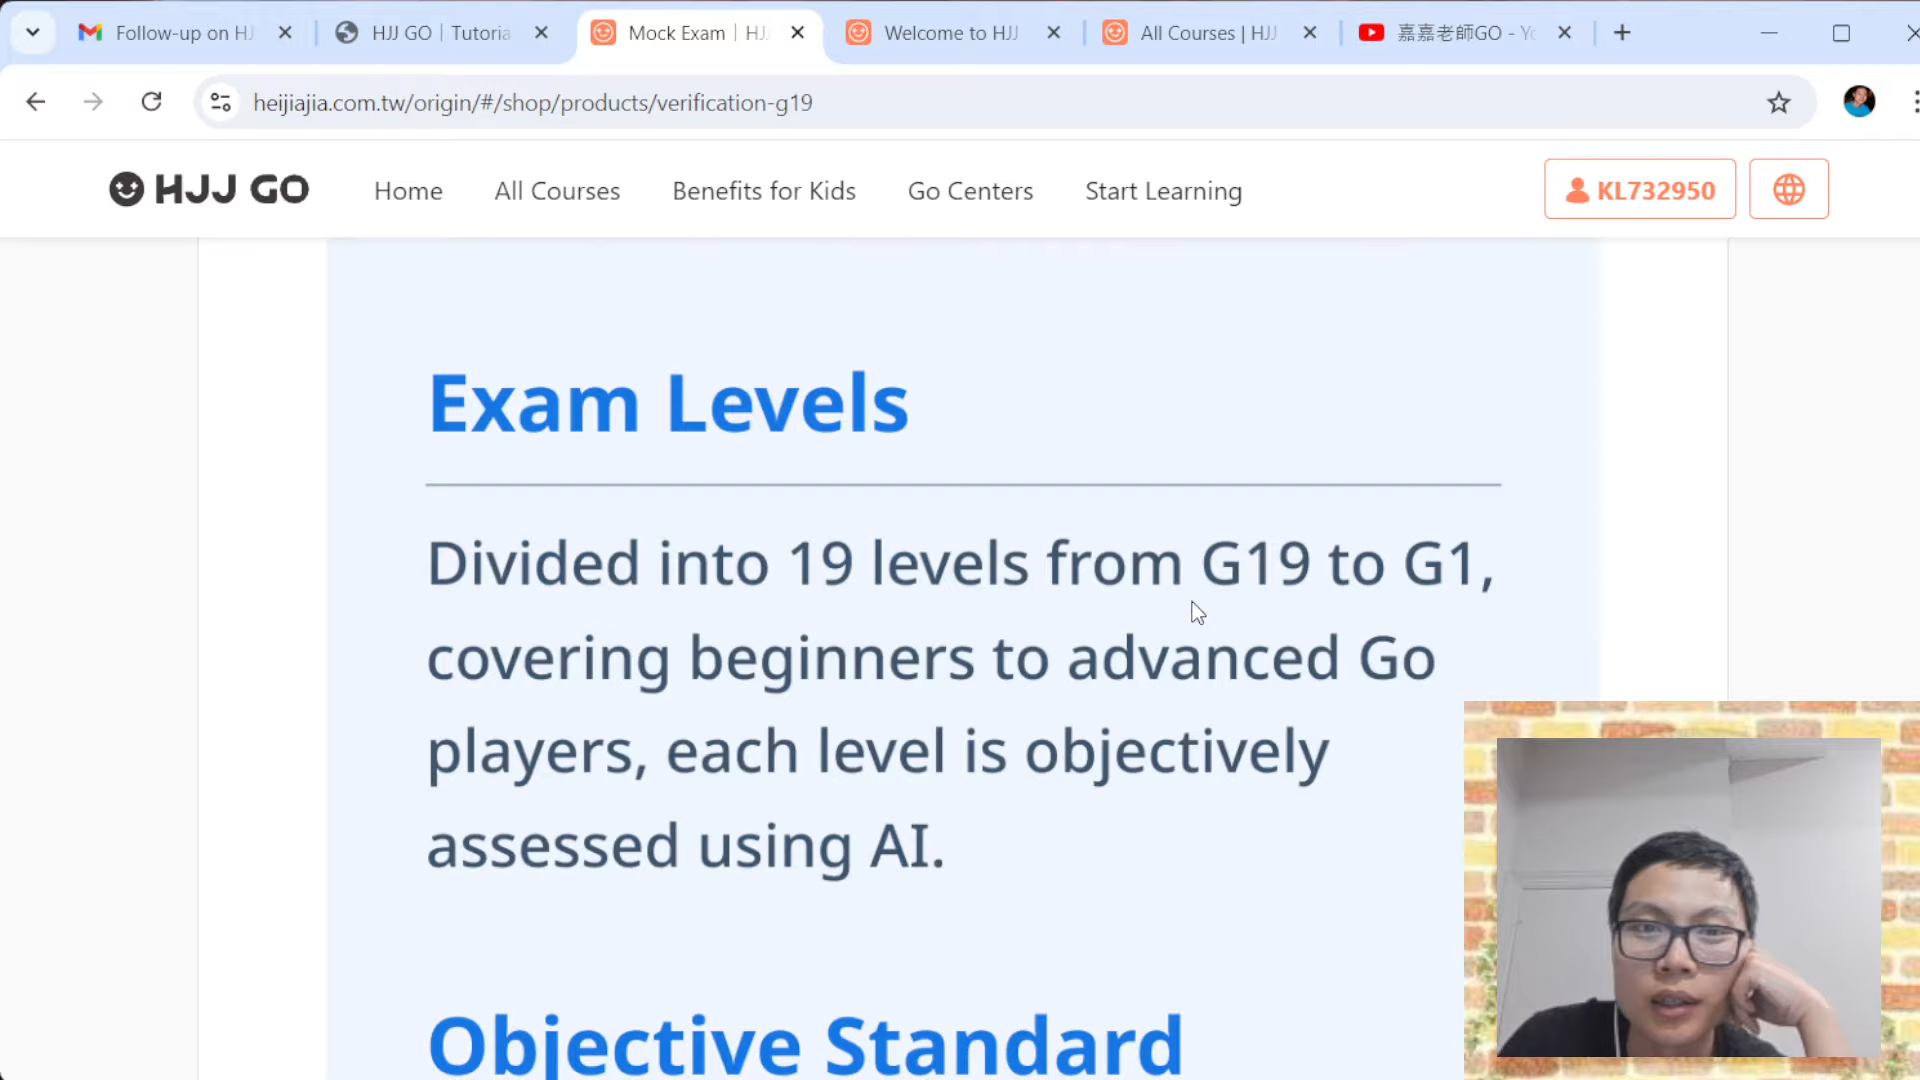 Follow-up on HJ
HJJ GO | Tutoria
Mock Exam | HJ
Welcome to HJJ
All Courses | HJJ
嘉嘉老師GO - Yo
heijiajia.com.tw/origin/#/shop/products/verification-g19
HJJ GO
Home
All Courses
Benefits for Kids
Go Centers
Start Learning
KL732950
Exam Levels
Divided into 19 levels from G19 to G1,
covering beginners to advanced Go
players, each level is objectively
assessed using AI.
Objective Standard